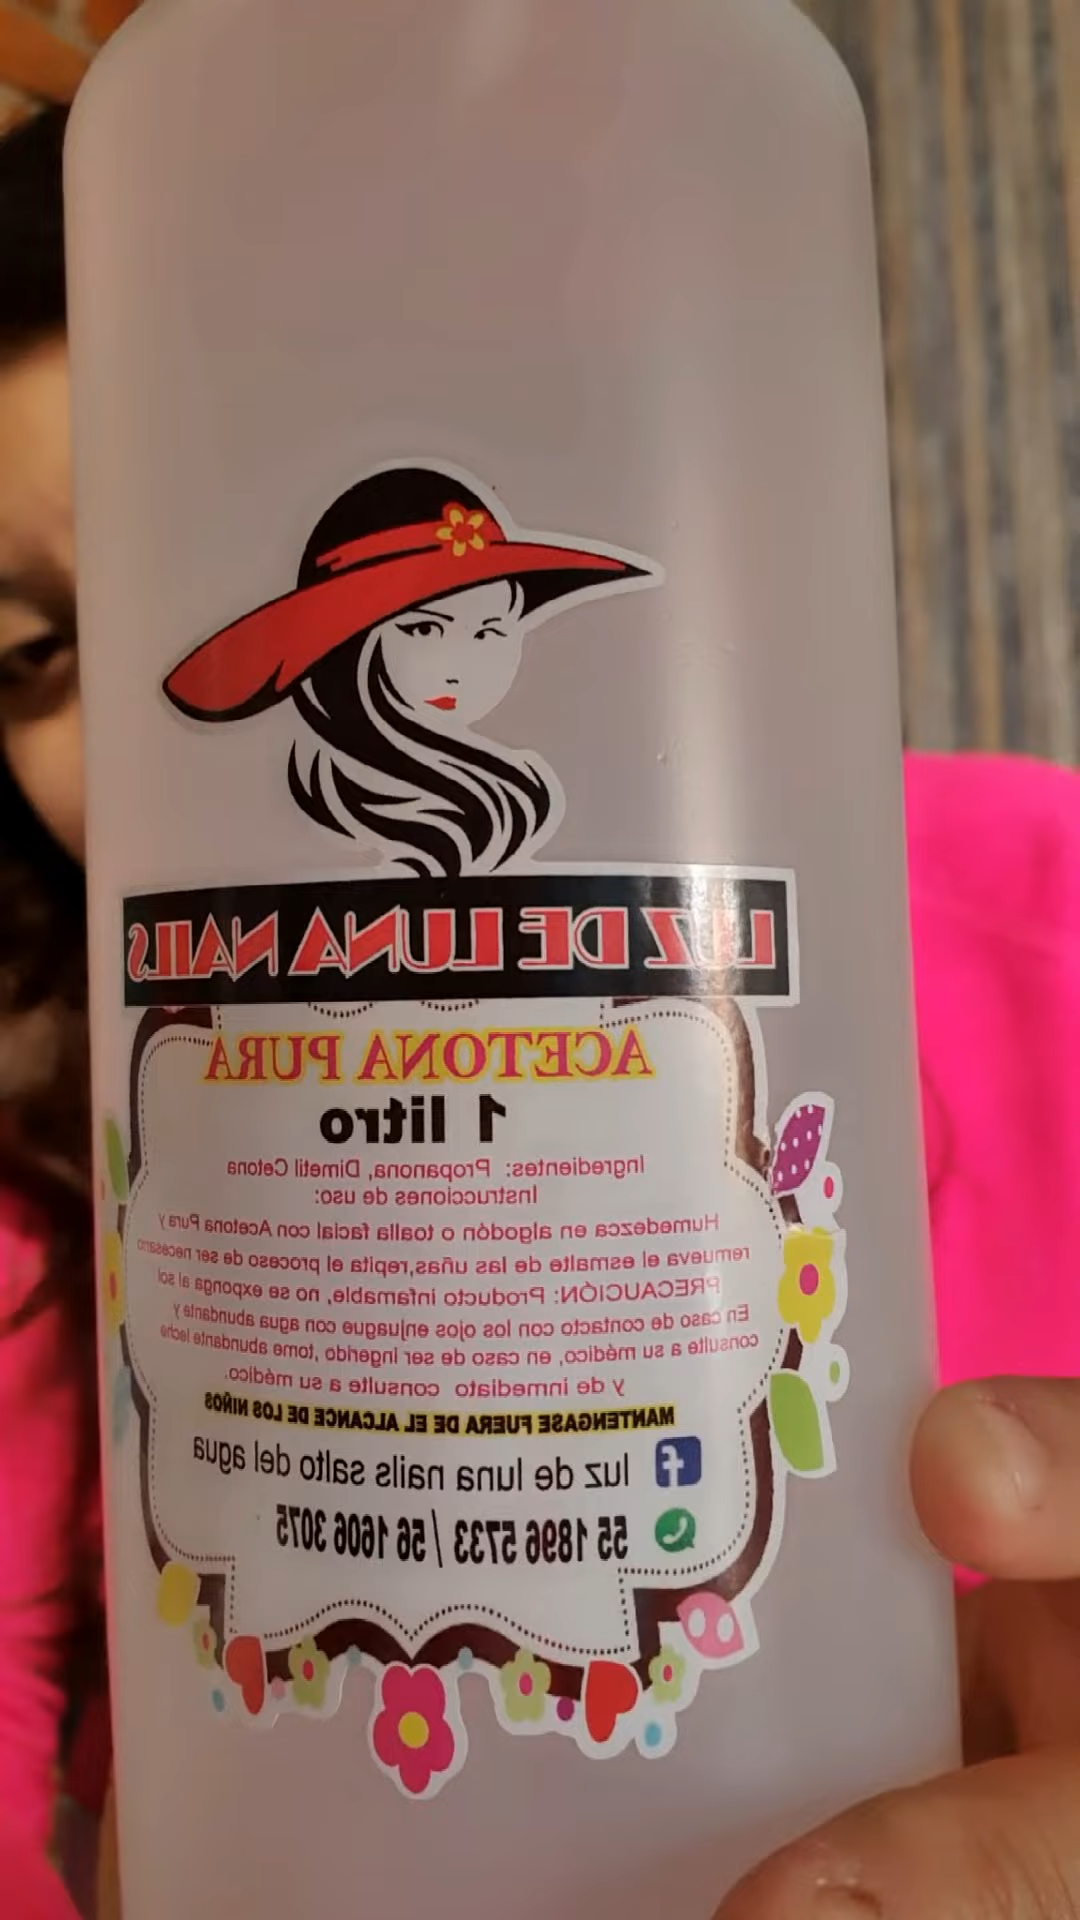 LUZ DE LUNA NAILS
ACETONA PURA
1 litro
Ingredientes: Propanona, Dimetil Cetona
Instrucciones de uso:
Humedezca en algodón o toalla facial con Acetona Pura y
remueva el esmalte de las uñas,repita el proceso de ser necesario
PRECAUCIÓN: Producto infamable, no se exponga al sol
En caso de contacto con los ojos enjuague con agua abundante y
consulte a su médico, en caso de ser ingerido ,tome abundante leche
y de inmediato consulte a su médico.
MANTENGASE FUERA DE EL ALCANCE DE LOS NIÑOS
luz de luna nails salto del agua
55 1896 5733 / 56 1606 3075